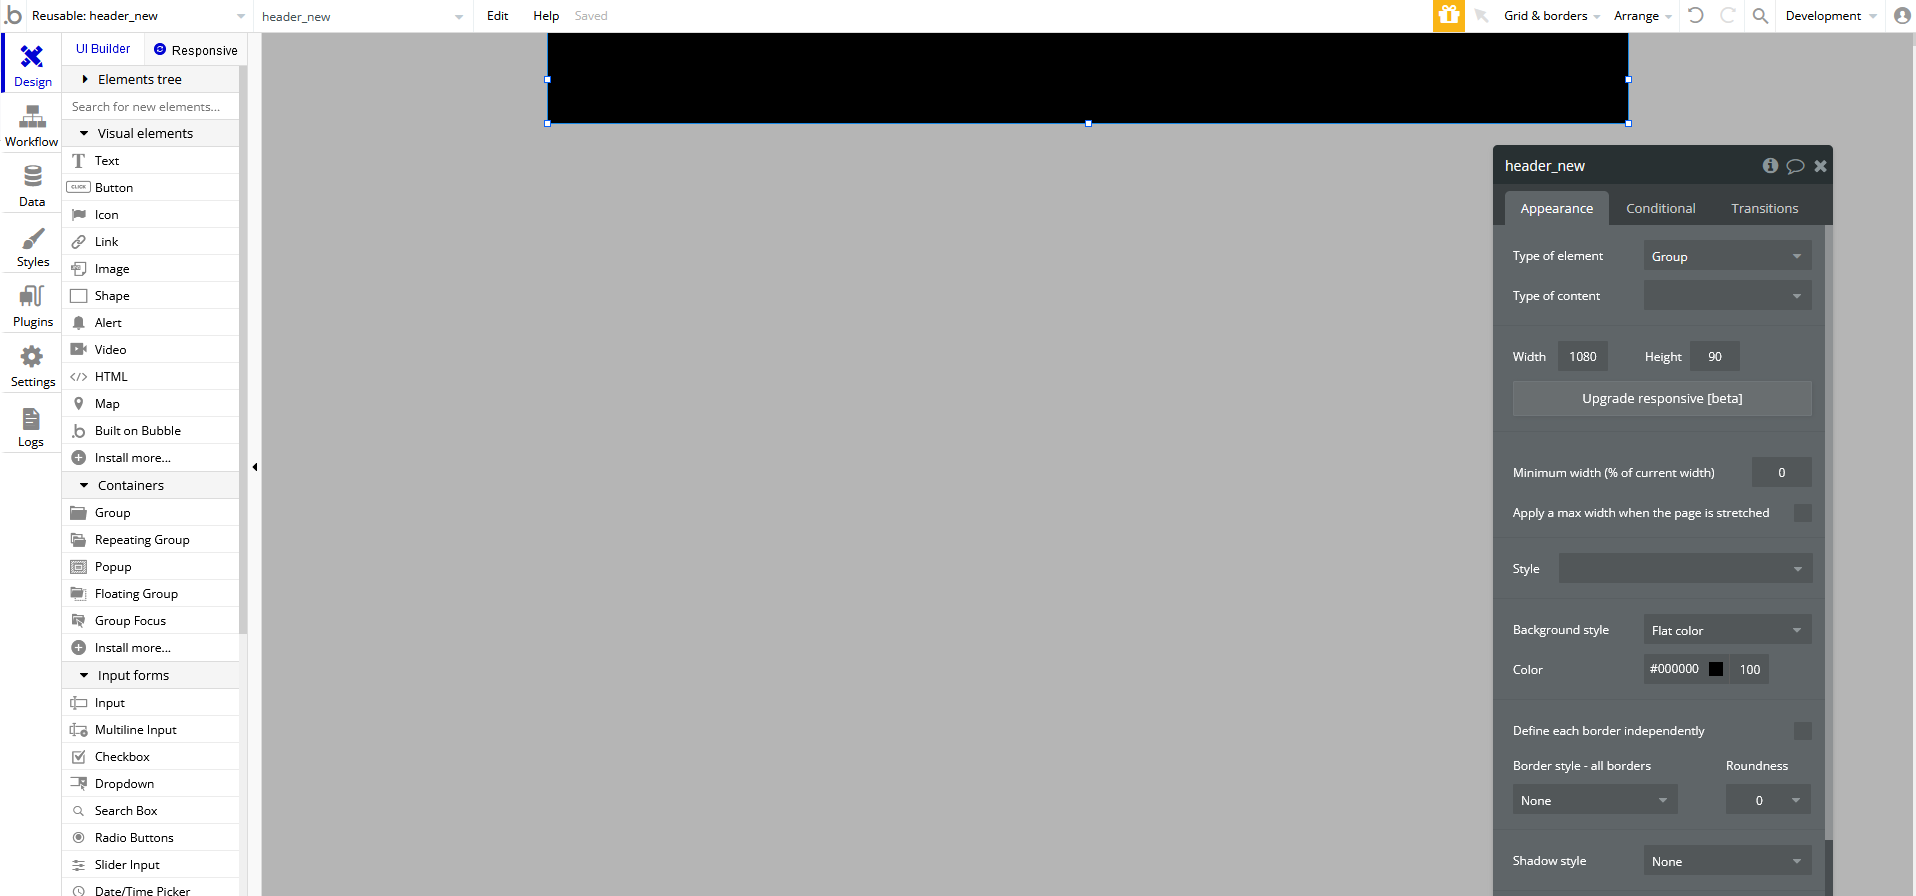 .b Reusable: header_new header_new Edit Help Saved Grid & borders Arrange Development
Design
Workflow
Data
Styles
Plugins
Settings
Logs
UI Builder Responsive
Elements tree
Search for new elements...
Visual elements
Text
CLICK Button
Icon
Link
Image
Shape
Alert
Video
</> HTML
Map
.b Built on Bubble
Install more...
Containers
Group
Repeating Group
Popup
Floating Group
Group Focus
Install more...
Input forms
Input
Multiline Input
Checkbox
Dropdown
Search Box
Radio Buttons
Slider Input
Date/Time Picker
header_new
Appearance Conditional Transitions
Type of element Group
Type of content
Width 1080 Height 90
Upgrade responsive [beta]
Minimum width (% of current width) 0
Apply a max width when the page is stretched
Style
Background style Flat color
Color #000000 100
Define each border independently
Border style - all borders Roundness
None 0
Shadow style None